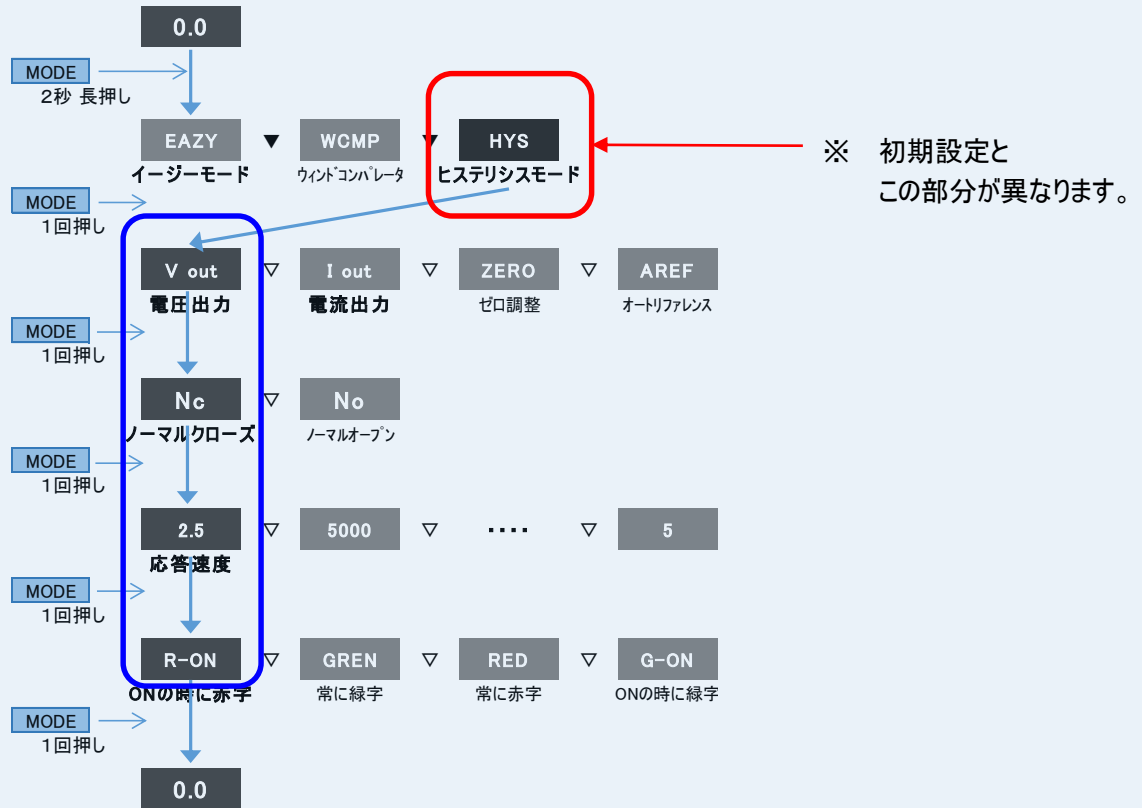 0.0
MODE
2秒 長押し
EAZY ▼ WCMP ▼ HYS
イージーモード ウィンドコンパレータ ヒステリシスモード
※ 初期設定と
この部分が異なります。
MODE
1回押し
V out ▽ I out ▽ ZERO ▽ AREF
電圧出力 電流出力 ゼロ調整 オートリファレンス
MODE
1回押し
Nc ▽ No
ノーマルクローズ ノーマルオープン
MODE
1回押し
2.5 ▽ 5000 ▽ ････ ▽ 5
応答速度
MODE
1回押し
R-ON ▽ GREN ▽ RED ▽ G-ON
ONの時に赤字 常に緑字 常に赤字 ONの時に緑字
MODE
1回押し
0.0